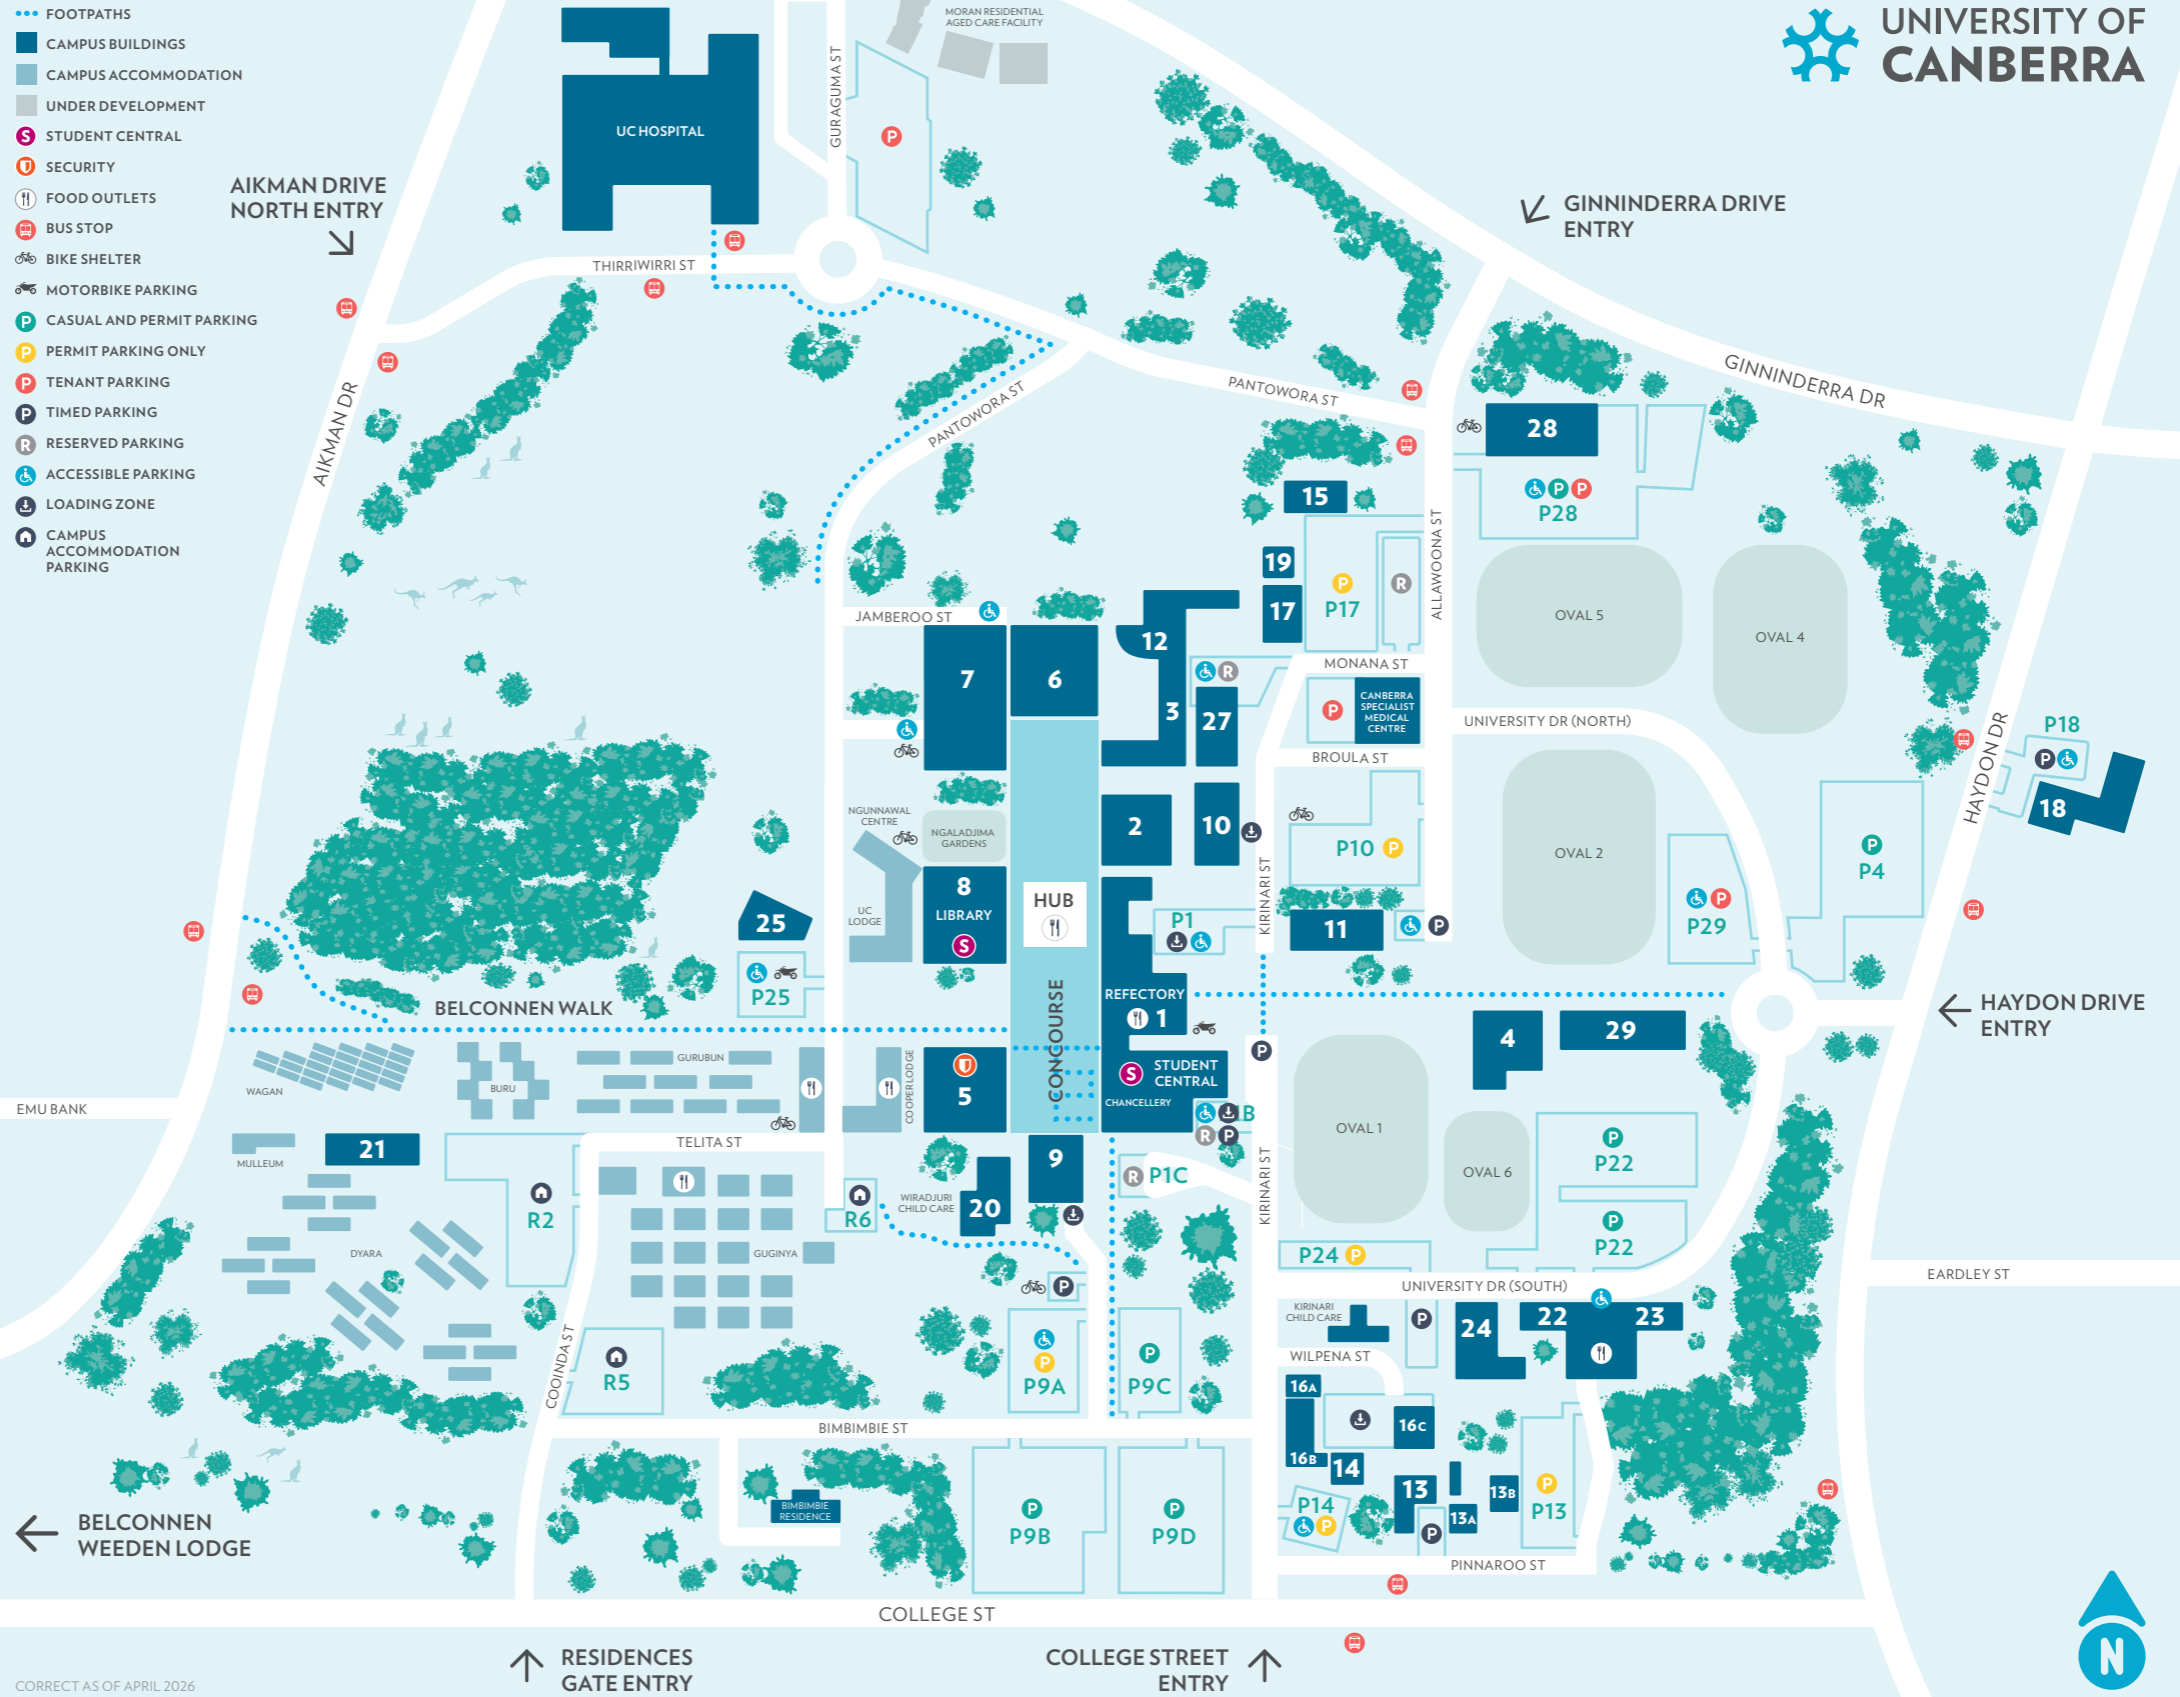 FOOTPATHS
CAMPUS BUILDINGS
CAMPUS ACCOMMODATION
UNDER DEVELOPMENT
S STUDENT CENTRAL
SECURITY
FOOD OUTLETS
BUS STOP
BIKE SHELTER
MOTORBIKE PARKING
P CASUAL AND PERMIT PARKING
P PERMIT PARKING ONLY
P TENANT PARKING
P TIMED PARKING
R RESERVED PARKING
ACCESSIBLE PARKING
LOADING ZONE
CAMPUS
ACCOMMODATION
PARKING
UNIVERSITY OF
CANBERRA
MORAN RESIDENTIAL
AGED CARE FACILITY
UC HOSPITAL
GURAGUMA ST
P
AIKMAN DRIVE
NORTH ENTRY
GINNINDERRA DRIVE
ENTRY
THIRRIWIRRI ST
AIKMAN DR
PANTOWORA ST
PANTOWORA ST
GINNINDERRA DR
28
P P
P28
15
19
17
P
P17
R
ALLAWOONA ST
OVAL 5
OVAL 4
JAMBEROO ST
7
6
12
3
R
27
MONANA ST
P
CANBERRA
SPECIALIST
MEDICAL
CENTRE
UNIVERSITY DR (NORTH)
BROULA ST
HAYDON DR
P18
P
18
NGUNNAWAL
CENTRE
NGALADJIMA
GARDENS
2
10
P10 P
OVAL 2
P
P4
KIRINARI ST
8
LIBRARY
S
UC
LODGE
HUB
P1
11
P
P
P29
25
P25
BELCONNEN WALK
CONCOURSE
REFECTORY
1
HAYDON DRIVE
ENTRY
4
29
P
WAGAN
BURU
GURUBUN
COOPER LODGE
5
S STUDENT
CENTRAL
CHANCELLERY
1B
R P
EMU BANK
TELITA ST
MULLEUM
21
OVAL 1
OVAL 6
P
P22
P
P22
9
R P1C
KIRINARI ST
R2
R6
WIRADJURI
CHILD CARE
20
DYARA
GUGINYA
P24 P
P
UNIVERSITY DR (SOUTH)
EARDLEY ST
KIRINARI
CHILD CARE
P
24
22
23
COOINDA ST
R5
P
P9A
P
P9C
WILPENA ST
16A
16B
16C
14
BIMBIMBIE ST
BIMBIMBIE
RESIDENCE
P
P9B
P
P9D
P14
P
13
13A
13B
P
P
P13
PINNAROO ST
BELCONNEN
WEEDEN LODGE
COLLEGE ST
RESIDENCES
GATE ENTRY
COLLEGE STREET
ENTRY
N
CORRECT AS OF APRIL 2026